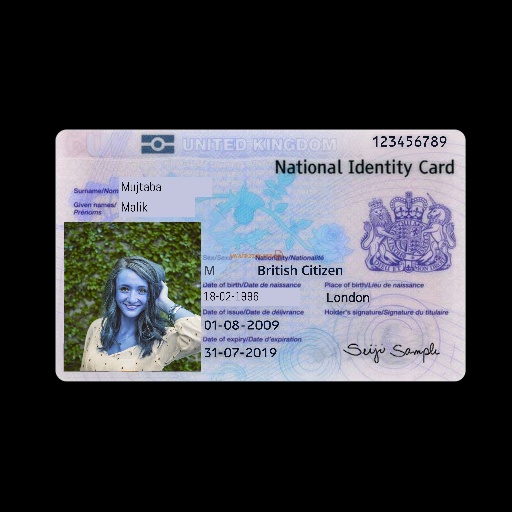 UNITED KINGDOM
123456789
National Identity Card
Surname/Nom
Mujtaba
Given names/
Prénoms
Malik
Nationality/Nationalité
M
British Citizen
Date of birth/Date de naissance
Place of birth/Lieu de naissance
18-02-1996
London
Date of issue/Date de délivrance
Holder's signature/Signature du titulaire
01-08-2009
Date of expiry/Date d'expiration
31-07-2019
Seiji Sample